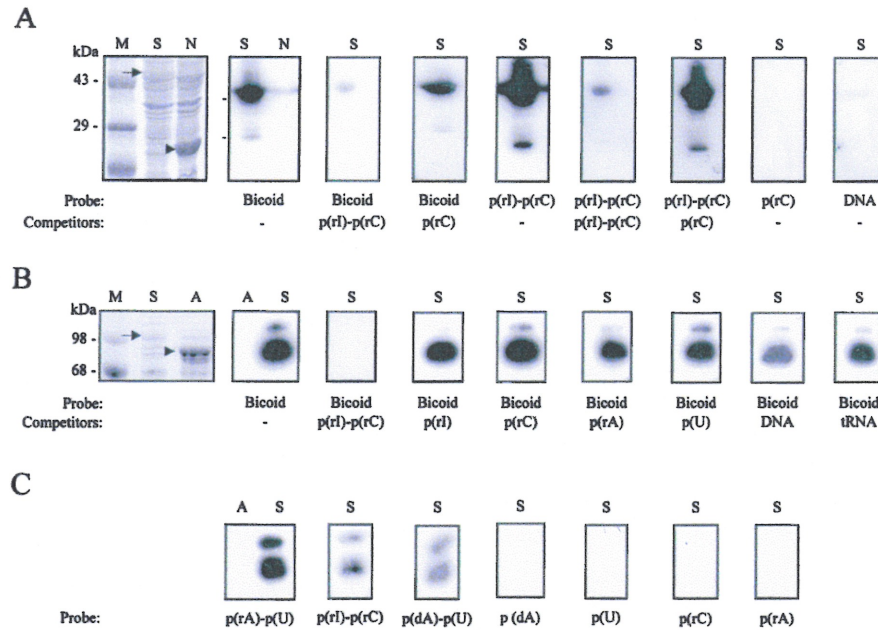 A
kDa M S N S N S S S S S S S
43 -
29 -
Probe: Bicoid Bicoid Bicoid p(rI)-p(rC) p(rI)-p(rC) p(rI)-p(rC) p(rC) DNA
Competitors: - p(rI)-p(rC) p(rC) - p(rI)-p(rC) p(rC) - -
B
kDa M S A A S S S S S S S S
98 -
68 -
Probe: Bicoid Bicoid Bicoid Bicoid Bicoid Bicoid Bicoid Bicoid
Competitors: - p(rI)-p(rC) p(rI) p(rC) p(rA) p(U) DNA tRNA
C
A S S S S S S S
Probe: p(rA)-p(U) p(rI)-p(rC) p(dA)-p(U) p (dA) p(U) p(rC) p(rA)